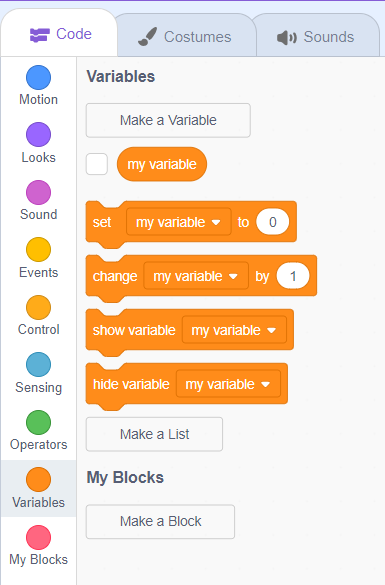 Code
Costumes
Sounds
Motion
Looks
Sound
Events
Control
Sensing
Operators
Variables
My Blocks
Variables
Make a Variable
my variable
set my variable to 0
change my variable by 1
show variable my variable
hide variable my variable
Make a List
My Blocks
Make a Block